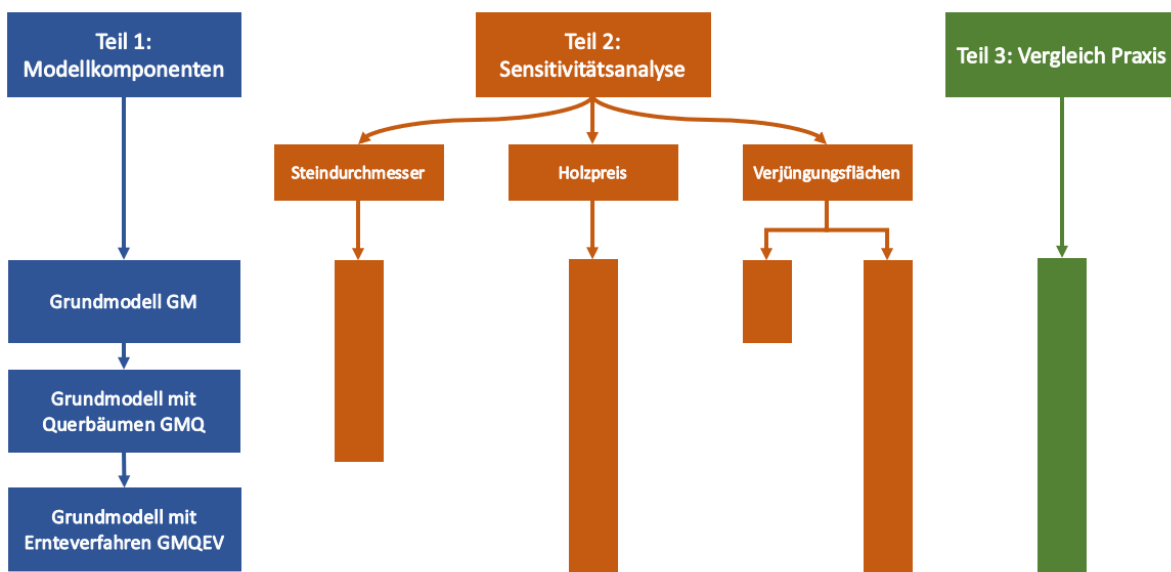 Teil 1:
Modellkomponenten
Teil 2:
Sensitivitätsanalyse
Teil 3: Vergleich Praxis
Steindurchmesser
Holzpreis
Verjüngungsflächen
Grundmodell GM
Grundmodell mit
Querbäumen GMQ
Grundmodell mit
Ernteverfahren GMQEV